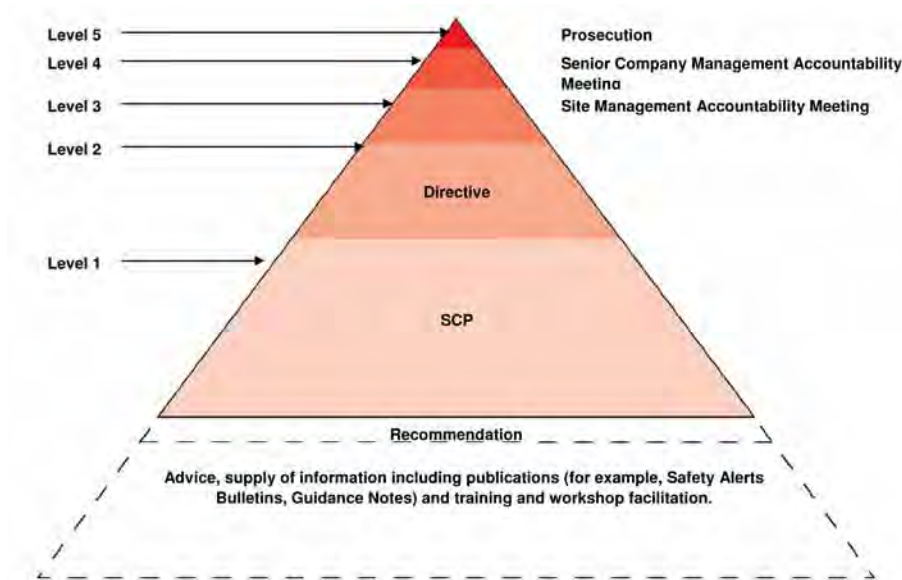 Level 5
Prosecution
Level 4
Senior Company Management Accountability
Meeting
Level 3
Site Management Accountability Meeting
Level 2
Directive
Level 1
SCP
Recommendation
Advice, supply of information including publications (for example, Safety Alerts
Bulletins, Guidance Notes) and training and workshop facilitation.